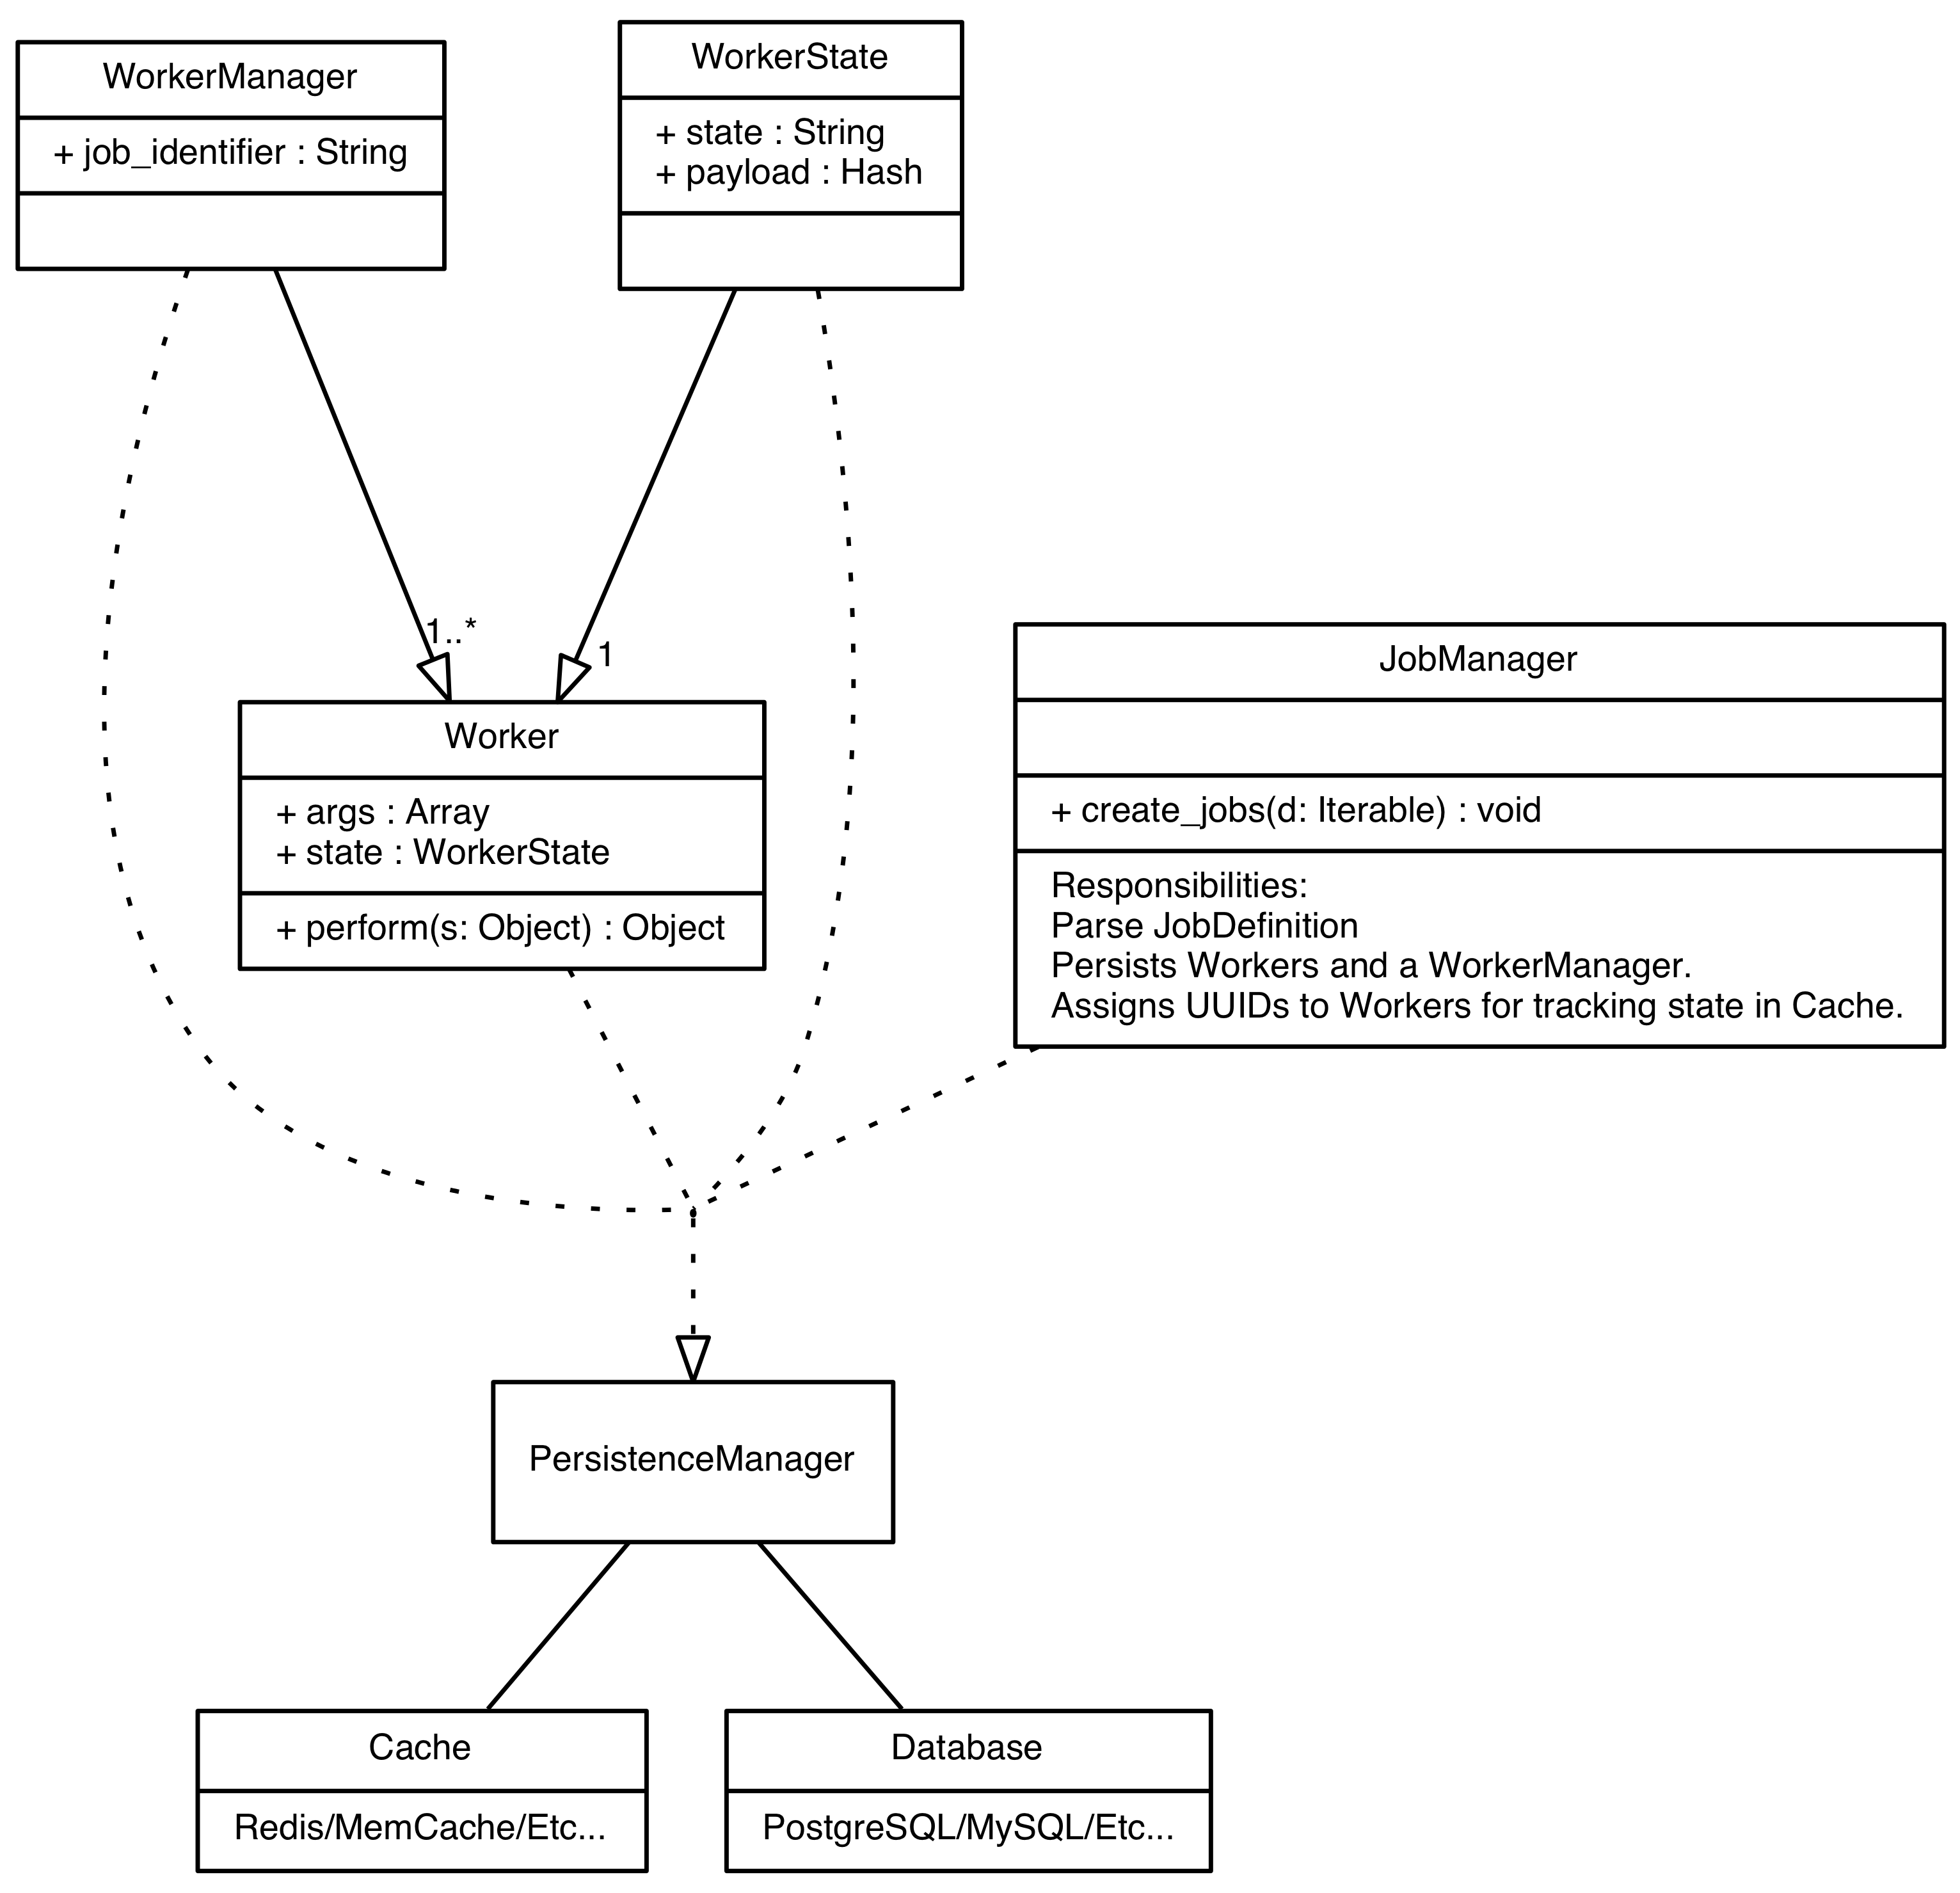 WorkerManager
+ job_identifier : String
WorkerState
+ state : String
+ payload : Hash
1..*
1
Worker
+ args : Array
+ state : WorkerState
+ perform(s: Object) : Object
JobManager
+ create_jobs(d: Iterable) : void
Responsibilities:
Parse JobDefinition
Persists Workers and a WorkerManager.
Assigns UUIDs to Workers for tracking state in Cache.
PersistenceManager
Cache
Redis/MemCache/Etc...
Database
PostgreSQL/MySQL/Etc...